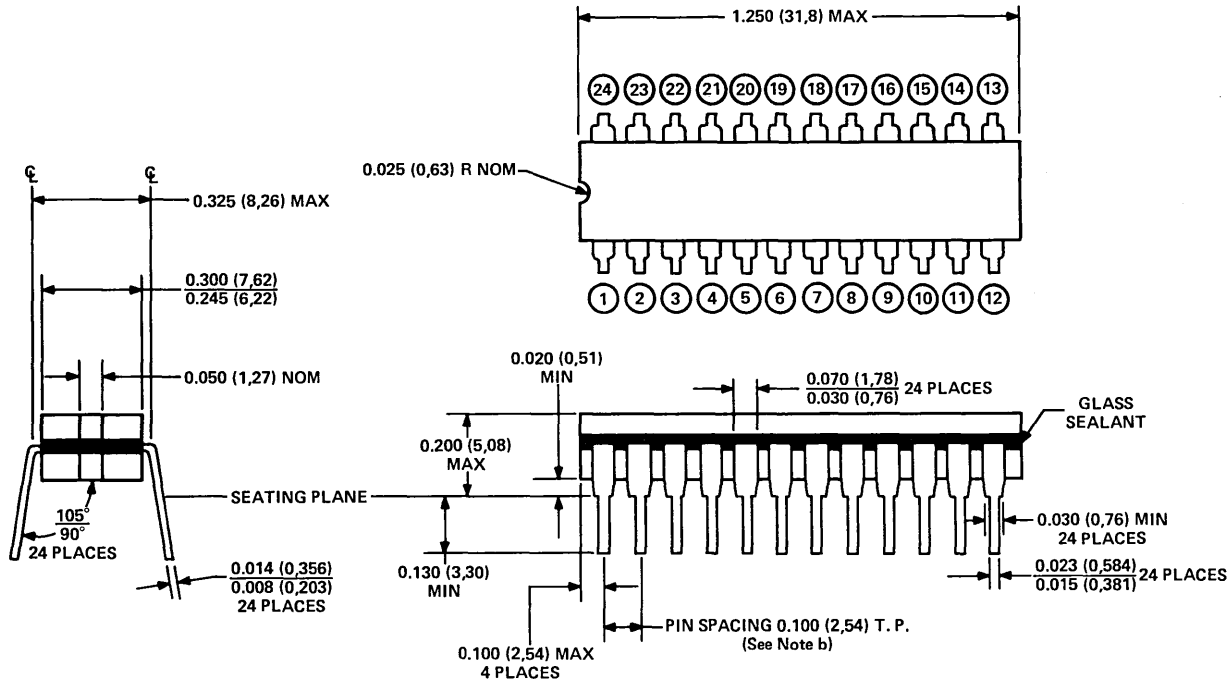 1.250 (31,8) MAX
24 23 22 21 20 19 18 17 16 15 14 13
0.025 (0,63) R NOM
1 2 3 4 5 6 7 8 9 10 11 12
℄ ℄
0.325 (8,26) MAX
0.300 (7,62)
0.245 (6,22)
0.050 (1,27) NOM
105°
90°
24 PLACES
0.014 (0,356)
0.008 (0,203)
24 PLACES
SEATING PLANE
0.020 (0,51)
MIN
0.200 (5,08)
MAX
0.130 (3,30)
MIN
0.070 (1,78)
0.030 (0,76)
24 PLACES
GLASS
SEALANT
0.030 (0,76) MIN
24 PLACES
0.023 (0,584)
0.015 (0,381)
24 PLACES
PIN SPACING 0.100 (2,54) T. P.
(See Note b)
0.100 (2,54) MAX
4 PLACES